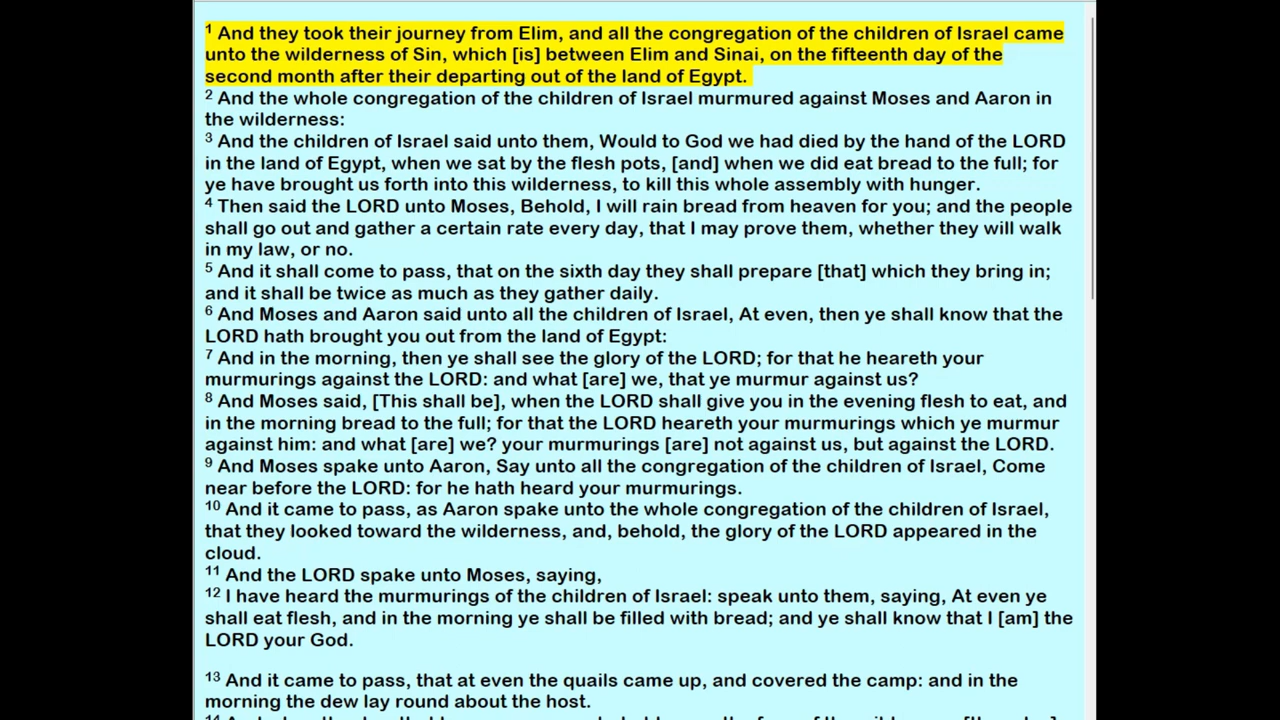 1 And they took their journey from Elim, and all the congregation of the children of Israel came
unto the wilderness of Sin, which [is] between Elim and Sinai, on the fifteenth day of the
second month after their departing out of the land of Egypt.
2 And the whole congregation of the children of Israel murmured against Moses and Aaron in
the wilderness:
3 And the children of Israel said unto them, Would to God we had died by the hand of the LORD
in the land of Egypt, when we sat by the flesh pots, [and] when we did eat bread to the full; for
ye have brought us forth into this wilderness, to kill this whole assembly with hunger.
4 Then said the LORD unto Moses, Behold, I will rain bread from heaven for you; and the people
shall go out and gather a certain rate every day, that I may prove them, whether they will walk
in my law, or no.
5 And it shall come to pass, that on the sixth day they shall prepare [that] which they bring in;
and it shall be twice as much as they gather daily.
6 And Moses and Aaron said unto all the children of Israel, At even, then ye shall know that the
LORD hath brought you out from the land of Egypt:
7 And in the morning, then ye shall see the glory of the LORD; for that he heareth your
murmurings against the LORD: and what [are] we, that ye murmur against us?
8 And Moses said, [This shall be], when the LORD shall give you in the evening flesh to eat, and
in the morning bread to the full; for that the LORD heareth your murmurings which ye murmur
against him: and what [are] we? your murmurings [are] not against us, but against the LORD.
9 And Moses spake unto Aaron, Say unto all the congregation of the children of Israel, Come
near before the LORD: for he hath heard your murmurings.
10 And it came to pass, as Aaron spake unto the whole congregation of the children of Israel,
that they looked toward the wilderness, and, behold, the glory of the LORD appeared in the
cloud.
11 And the LORD spake unto Moses, saying,
12 I have heard the murmurings of the children of Israel: speak unto them, saying, At even ye
shall eat flesh, and in the morning ye shall be filled with bread; and ye shall know that I [am] the
LORD your God.
13 And it came to pass, that at even the quails came up, and covered the camp: and in the
morning the dew lay round about the host.